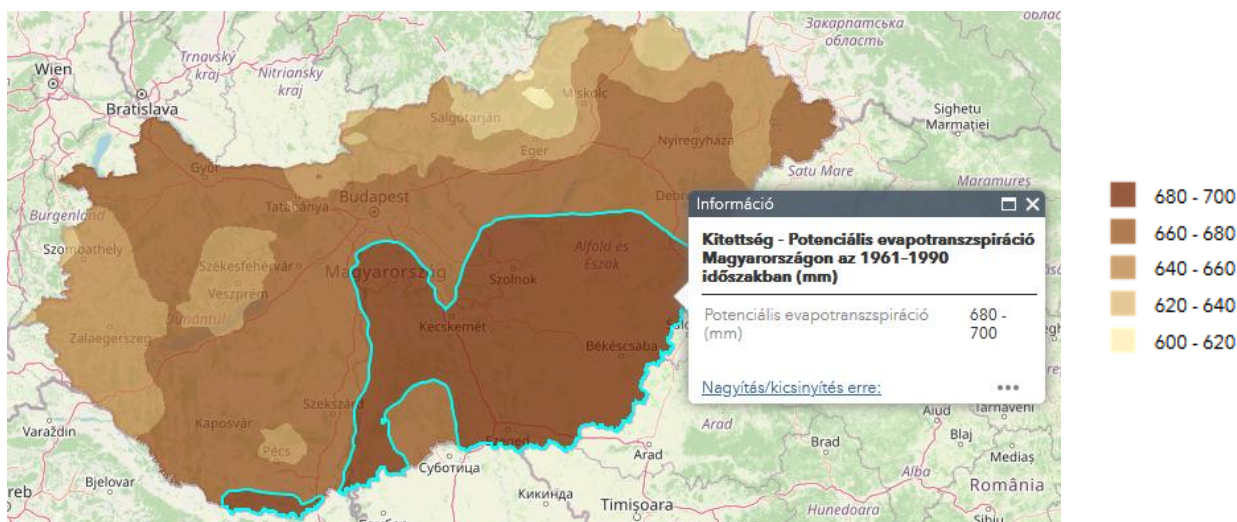 Wien
Bratislava
Trnavský
kraj
Nitriansky
kraj
Закарпатська
область
Sighetu
Marmației
Satu Mare
Maramureș
Burgenland
Szombathely
Győr
Tatabánya
Budapest
Salgótarján
Eger
Miskolc
Nyíregyháza
Székesfehérvár
Veszprém
Dunántúl
Magyarország
Zalaegerszeg
Kaposvár
Pécs
Szekszárd
Kecskemét
Szolnok
Alföld és
Észak
Békéscsaba
Szeged
Varaždin
Bjelovar
Суботица
Кикинда
Timișoara
Arad
Arad
Brad
Hunedoara
Alba
Aiud
Blaj
Târnăveni
Mediaș
România
Sibiu
Információ
Kitettség - Potenciális evapotranszspiráció
Magyarországon az 1961-1990
időszakban (mm)
Potenciális evapotranszspiráció
(mm)
680 -
700
Nagyítás/kicsinyítés erre:
680 - 700
660 - 680
640 - 660
620 - 640
600 - 620